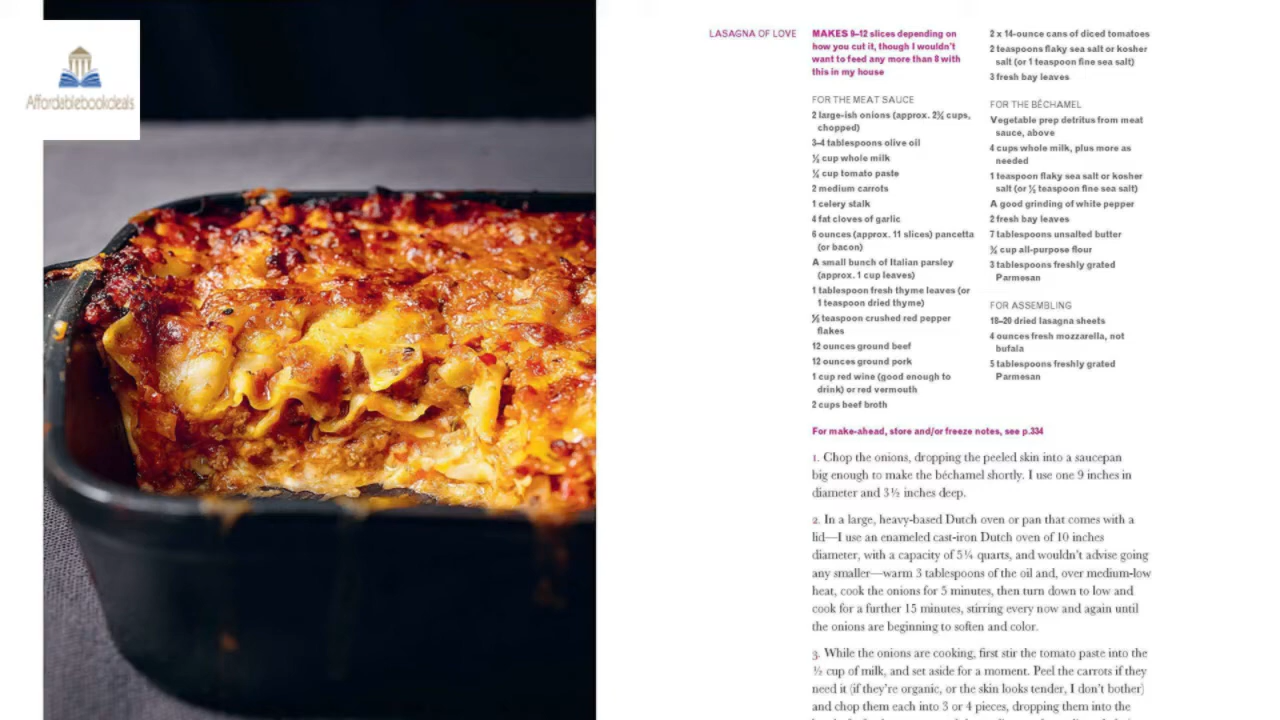 Affordablebookdeals
LASAGNA OF LOVE
MAKES 9–12 slices depending on
how you cut it, though I wouldn't
want to feed any more than 8 with
this in my house
FOR THE MEAT SAUCE
2 large-ish onions (approx. cups,
chopped)
3–4 tablespoons olive oil
cup whole milk
cup tomato paste
2 medium carrots
1 celery stalk
4 fat cloves of garlic
6 ounces (approx. 11 slices) pancetta
(or bacon)
A small bunch of Italian parsley
(approx. 1 cup leaves)
1 tablespoon fresh thyme leaves (or
1 teaspoon dried thyme)
teaspoon crushed red pepper
flakes
12 ounces ground beef
12 ounces ground pork
1 cup red wine (good enough to
drink) or red vermouth
2 cups beef broth
2 x 14-ounce cans of diced tomatoes
2 teaspoons flaky sea salt or kosher
salt (or 1 teaspoon fine sea salt)
3 fresh bay leaves
FOR THE BÉCHAMEL
Vegetable prep detritus from meat
sauce, above
4 cups whole milk, plus more as
needed
1 teaspoon flaky sea salt or kosher
salt (or ½ teaspoon fine sea salt)
A good grinding of white pepper
2 fresh bay leaves
7 tablespoons unsalted butter
cup all-purpose flour
3 tablespoons freshly grated
Parmesan
FOR ASSEMBLING
18–20 dried lasagna sheets
4 ounces fresh mozzarella, not
bufala
5 tablespoons freshly grated
Parmesan
For make-ahead, store and/or freeze notes, see p.334
1. Chop the onions, dropping the peeled skin into a saucepan
big enough to make the béchamel shortly. I use one 9 inches in
diameter and 3½ inches deep.
2. In a large, heavy-based Dutch oven or pan that comes with a
lid—I use an enameled cast-iron Dutch oven of 10 inches
diameter, with a capacity of 5¼ quarts, and wouldn't advise going
any smaller—warm 3 tablespoons of the oil and, over medium-low
heat, cook the onions for 5 minutes, then turn down to low and
cook for a further 15 minutes, stirring every now and again until
the onions are beginning to soften and color.
3. While the onions are cooking, first stir the tomato paste into the
½ cup of milk, and set aside for a moment. Peel the carrots if they
need it (if they're organic, or the skin looks tender, I don't bother)
and chop them each into 3 or 4 pieces, dropping them into the